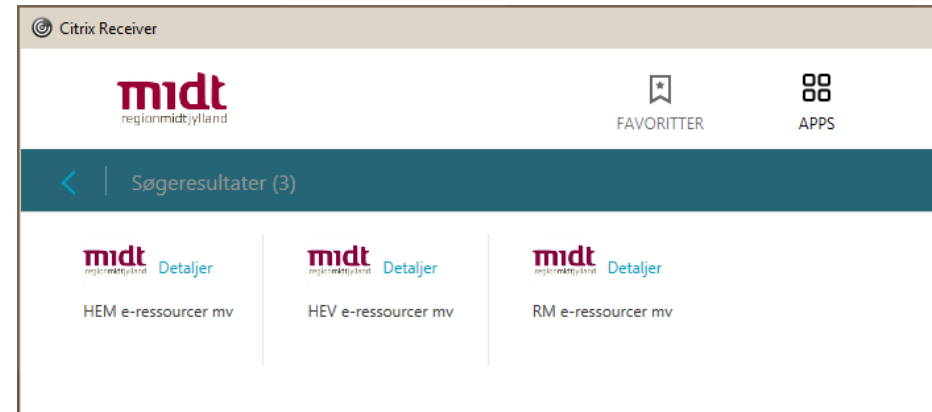 Citrix Receiver
midt
regionmidtjylland
FAVORITTER
APPS
Søgeresultater (3)
midt
regionmidtjylland
Detaljer
HEM e-ressourcer mv
midt
regionmidtjylland
Detaljer
HEV e-ressourcer mv
midt
regionmidtjylland
Detaljer
RM e-ressourcer mv